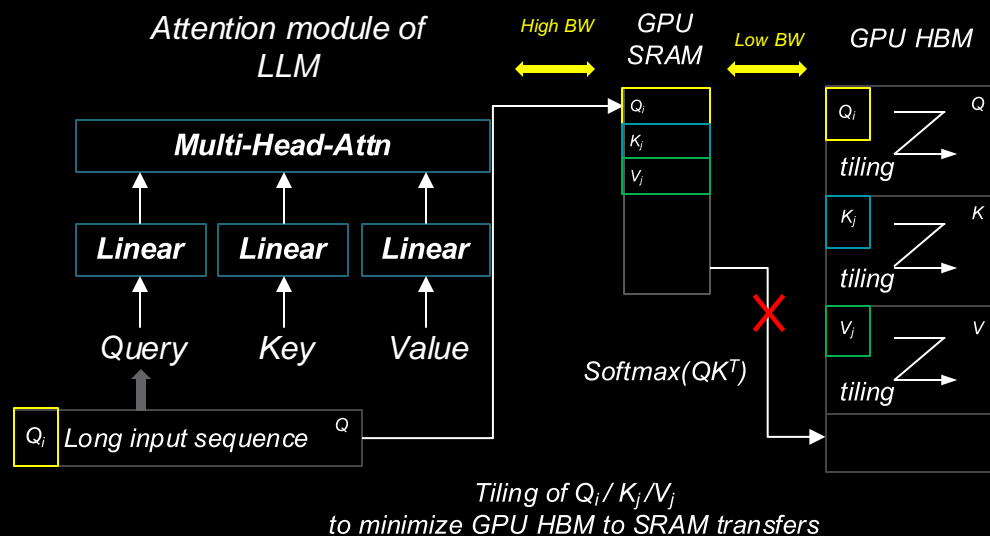 Attention module of
LLM
High BW
GPU
SRAM
Low BW
GPU HBM
Multi-Head-Attn
Linear
Linear
Linear
Query
Key
Value
Qi
Long input sequence
Q
Qi
Kj
Vj
Softmax(QK^T)
Qi
Q
tiling
Kj
K
tiling
Vj
V
tiling
Tiling of Qi / Kj /Vj
to minimize GPU HBM to SRAM transfers